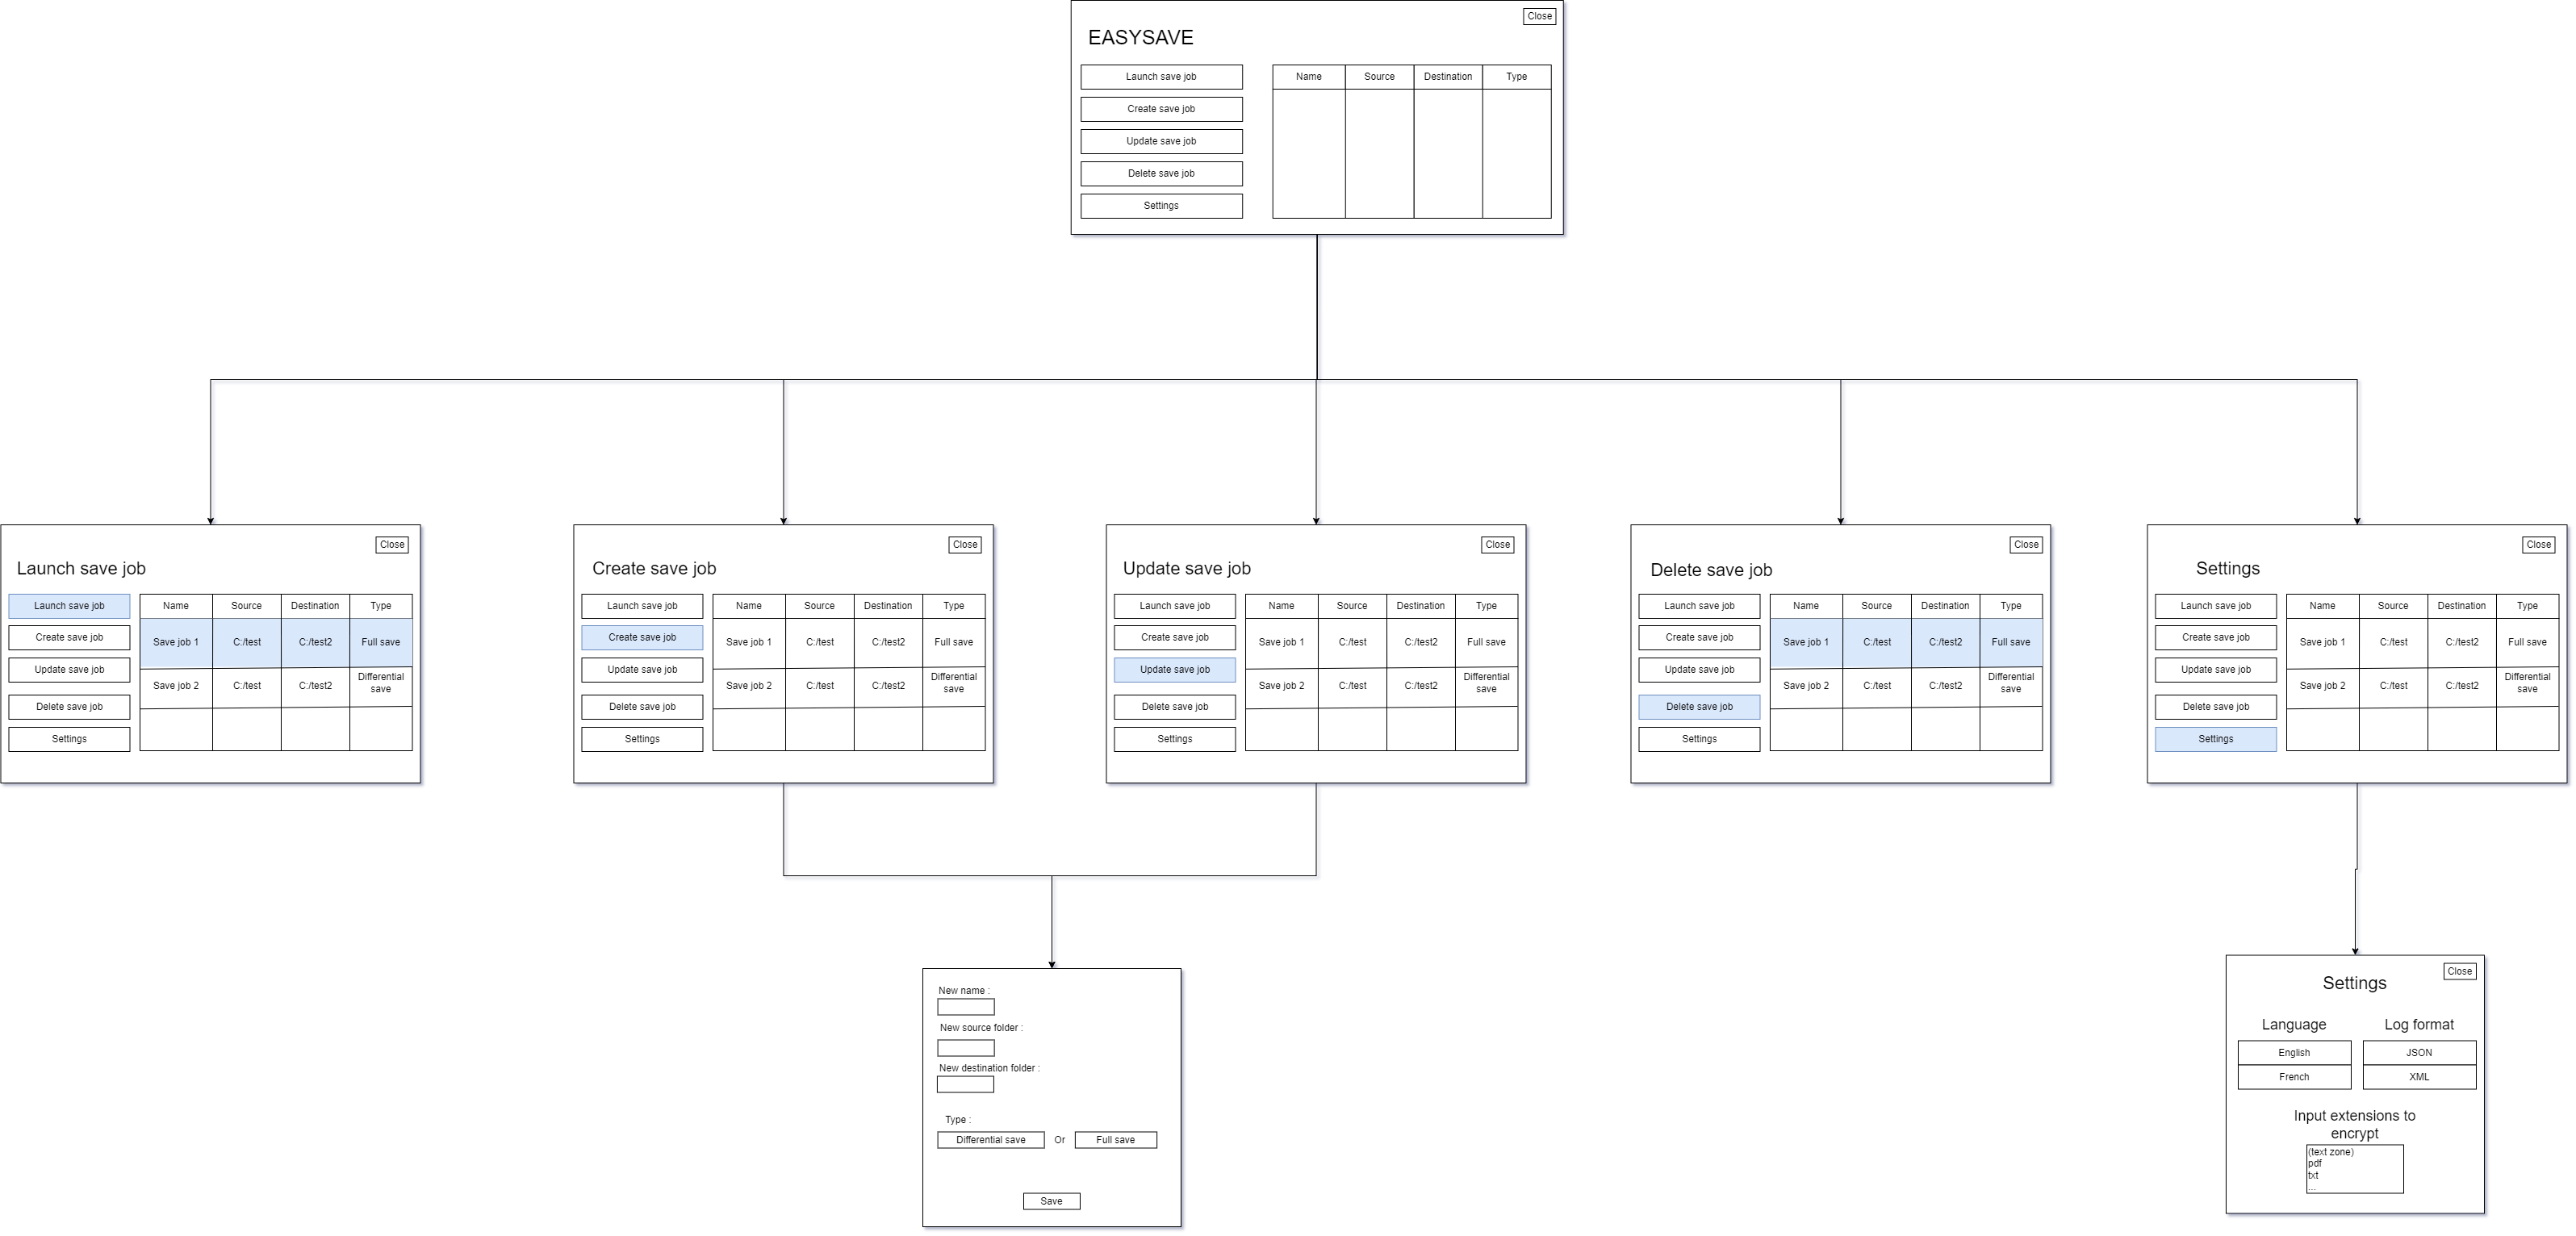 Close
EASYSAVE
Launch save job
Create save job
Update save job
Delete save job
Settings
Name Source Destination Type
Close
Launch save job
Launch save job
Create save job
Update save job
Delete save job
Settings
Name Source Destination Type
Save job 1 C:/test C:/test2 Full save
Save job 2 C:/test C:/test2 Differential
save
Close
Create save job
Launch save job
Create save job
Update save job
Delete save job
Settings
Name Source Destination Type
Save job 1 C:/test C:/test2 Full save
Save job 2 C:/test C:/test2 Differential
save
Close
Update save job
Launch save job
Create save job
Update save job
Delete save job
Settings
Name Source Destination Type
Save job 1 C:/test C:/test2 Full save
Save job 2 C:/test C:/test2 Differential
save
Close
Delete save job
Launch save job
Create save job
Update save job
Delete save job
Settings
Name Source Destination Type
Save job 1 C:/test C:/test2 Full save
Save job 2 C:/test C:/test2 Differential
save
Close
Settings
Launch save job
Create save job
Update save job
Delete save job
Settings
Name Source Destination Type
Save job 1 C:/test C:/test2 Full save
Save job 2 C:/test C:/test2 Differential
save
New name :
New source folder :
New destination folder :
Type :
Differential save Or Full save
Save
Close
Settings
Language Log format
English JSON
French XML
Input extensions to
encrypt
(text zone)
pdf
txt
...